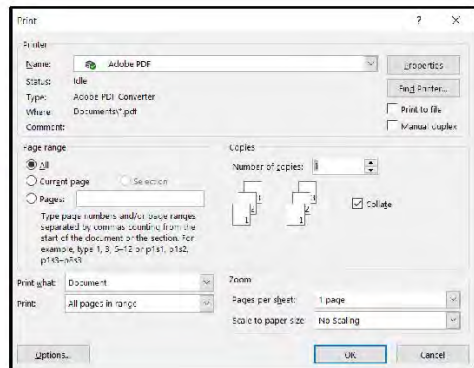 Print
? ×
Printer
Name: Adobe PDF
Properties
Status: Idle
Find Printer...
Type: Adobe PDF Converter
Where: Documents\*.pdf
Print to file
Comment:
Manual duplex
Page range
Copies
All
Number of copies: 1
Current page Selection
Pages:
Collate
Type page numbers and/or page ranges
separated by commas counting from the
start of the document or the section. For
example, type 1, 3, 5–12 or p1s1, p1s2,
p1s3–p8s3
Print what: Document
Zoom
Print: All pages in range
Pages per sheet: 1 page
Scale to paper size: No Scaling
Options...
OK
Cancel